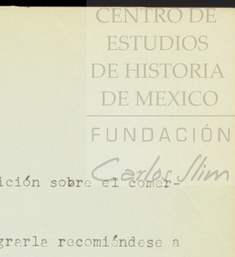 CENTRO DE
ESTUDIOS
DE HISTORIA
DE MEXICO
FUNDACIÓN
Carlos Slim
ición sobre el comer-
grarla recomiéndese a